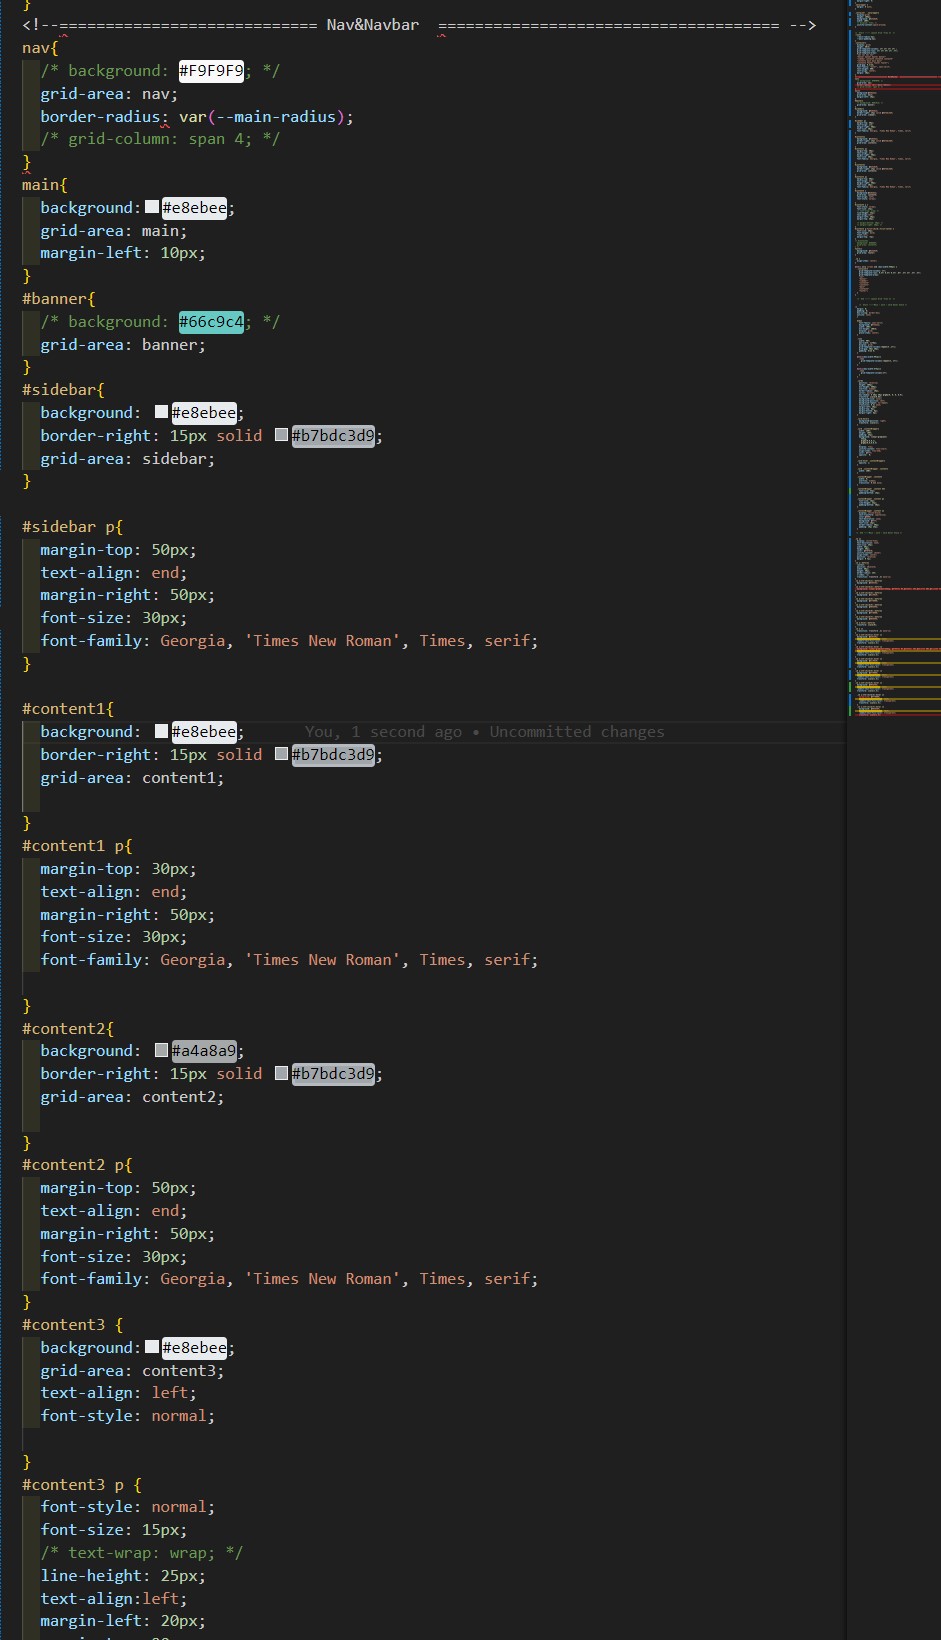 }
<!--============================ Nav&Navbar  ================================== -->
nav{
/* background: #F9F9F9; */
grid-area: nav;
border-radius: var(--main-radius);
/* grid-column: span 4; */
}
main{
background: #e8ebee;
grid-area: main;
margin-left: 10px;
}
#banner{
/* background: #66c9c4; */
grid-area: banner;
}
#sidebar{
background: #e8ebee;
border-right: 15px solid #b7bdc3d9;
grid-area: sidebar;
}
#sidebar p{
margin-top: 50px;
text-align: end;
margin-right: 50px;
font-size: 30px;
font-family: Georgia, 'Times New Roman', Times, serif;
}
#content1{
background: #e8ebee; You, 1 second ago • Uncommitted changes
border-right: 15px solid #b7bdc3d9;
grid-area: content1;
}
#content1 p{
margin-top: 30px;
text-align: end;
margin-right: 50px;
font-size: 30px;
font-family: Georgia, 'Times New Roman', Times, serif;
}
#content2{
background: #a4a8a9;
border-right: 15px solid #b7bdc3d9;
grid-area: content2;
}
#content2 p{
margin-top: 50px;
text-align: end;
margin-right: 50px;
font-size: 30px;
font-family: Georgia, 'Times New Roman', Times, serif;
}
#content3 {
background: #e8ebee;
grid-area: content3;
text-align: left;
font-style: normal;
}
#content3 p {
font-style: normal;
font-size: 15px;
/* text-wrap: wrap; */
line-height: 25px;
text-align:left;
margin-left: 20px;